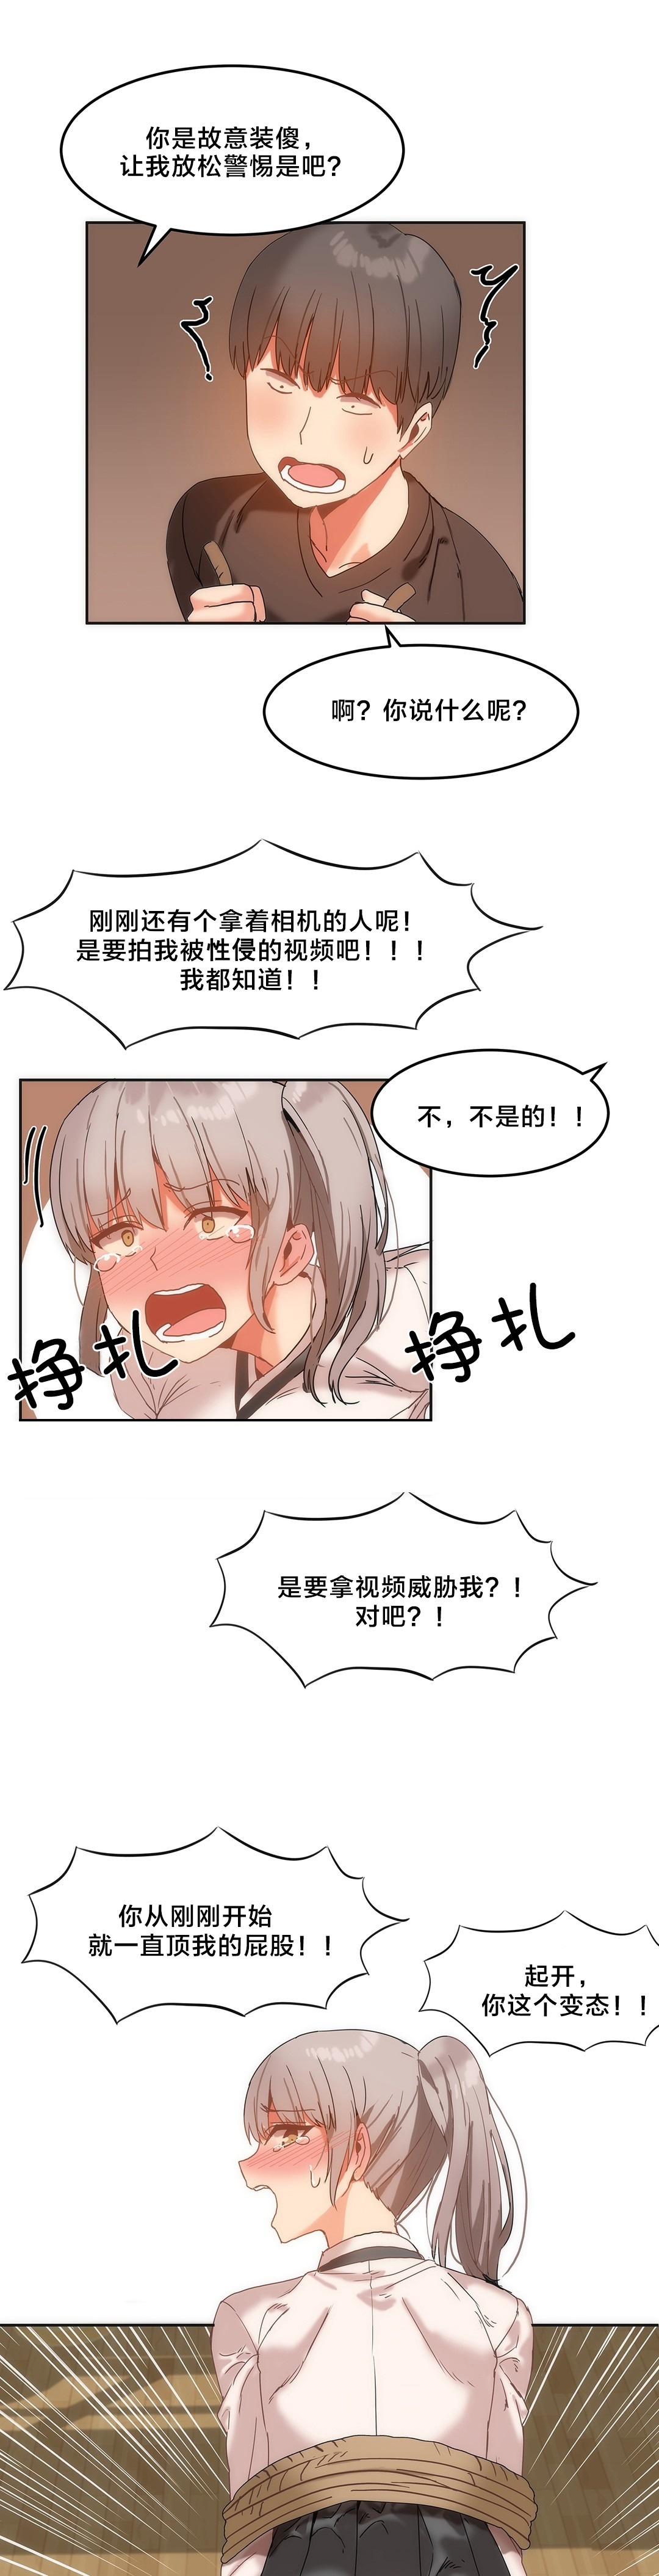 你是故意装傻，
让我放松警惕是吧？
啊？你说什么呢？
刚刚还有个拿着相机的人呢！
是要拍我被性侵的视频吧！！！
我都知道！！
不，不是的！！
挣扎
挣扎
是要拿视频威胁我？！
对吧？！
你从刚刚开始
就一直顶我的屁股！！
起开，
你这个变态！！